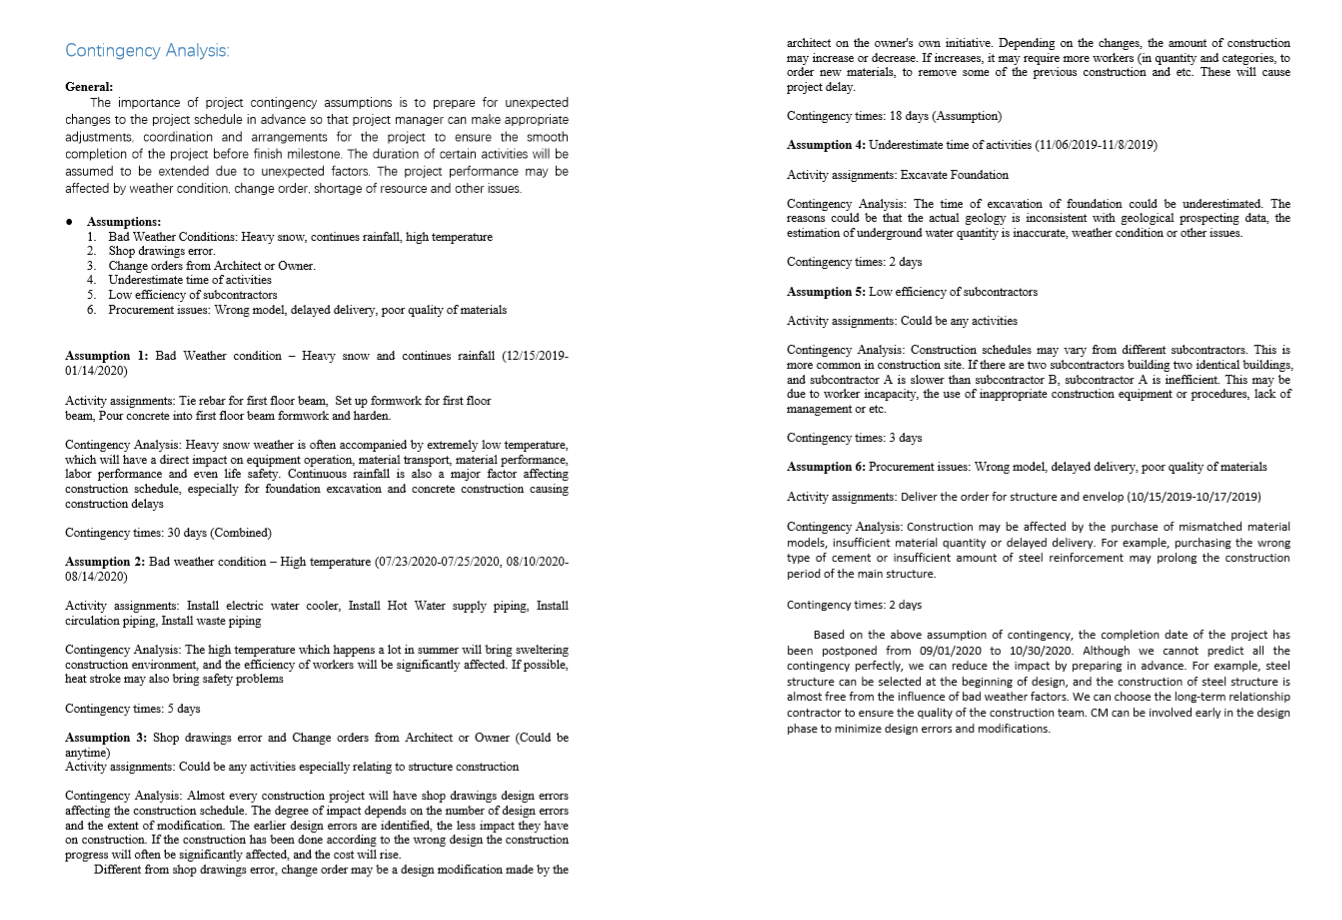 Contingency Analysis:
General:
The importance of project contingency assumptions is to prepare for unexpected
changes to the project schedule in advance so that project manager can make appropriate
adjustments, coordination and arrangements for the project to ensure the smooth
completion of the project before finish milestone. The duration of certain activities will be
assumed to be extended due to unexpected factors. The project performance may be
affected by weather condition, change order, shortage of resource and other issues.
● Assumptions:
1. Bad Weather Conditions: Heavy snow, continues rainfall, high temperature
2. Shop drawings error.
3. Change orders from Architect or Owner.
4. Underestimate time of activities
5. Low efficiency of subcontractors
6. Procurement issues: Wrong model, delayed delivery, poor quality of materials
Assumption 1: Bad Weather condition – Heavy snow and continues rainfall (12/15/2019-
01/14/2020)
Activity assignments: Tie rebar for first floor beam, Set up formwork for first floor
beam, Pour concrete into first floor beam formwork and harden.
Contingency Analysis: Heavy snow weather is often accompanied by extremely low temperature,
which will have a direct impact on equipment operation, material transport, material performance,
labor performance and even life safety. Continuous rainfall is also a major factor affecting
construction schedule, especially for foundation excavation and concrete construction causing
construction delays
Contingency times: 30 days (Combined)
Assumption 2: Bad weather condition – High temperature (07/23/2020-07/25/2020, 08/10/2020-
08/14/2020)
Activity assignments: Install electric water cooler, Install Hot Water supply piping, Install
circulation piping, Install waste piping
Contingency Analysis: The high temperature which happens a lot in summer will bring sweltering
construction environment, and the efficiency of workers will be significantly affected. If possible,
heat stroke may also bring safety problems
Contingency times: 5 days
Assumption 3: Shop drawings error and Change orders from Architect or Owner (Could be
anytime)
Activity assignments: Could be any activities especially relating to structure construction
Contingency Analysis: Almost every construction project will have shop drawings design errors
affecting the construction schedule. The degree of impact depends on the number of design errors
and the extent of modification. The earlier design errors are identified, the less impact they have
on construction. If the construction has been done according to the wrong design the construction
progress will often be significantly affected, and the cost will rise.
Different from shop drawings error, change order may be a design modification made by the
architect on the owner's own initiative. Depending on the changes, the amount of construction
may increase or decrease. If increases, it may require more workers (in quantity and categories, to
order new materials, to remove some of the previous construction and etc. These will cause
project delay.
Contingency times: 18 days (Assumption)
Assumption 4: Underestimate time of activities (11/06/2019-11/8/2019)
Activity assignments: Excavate Foundation
Contingency Analysis: The time of excavation of foundation could be underestimated. The
reasons could be that the actual geology is inconsistent with geological prospecting data, the
estimation of underground water quantity is inaccurate, weather condition or other issues.
Contingency times: 2 days
Assumption 5: Low efficiency of subcontractors
Activity assignments: Could be any activities
Contingency Analysis: Construction schedules may vary from different subcontractors. This is
more common in construction site. If there are two subcontractors building two identical buildings,
and subcontractor A is slower than subcontractor B, subcontractor A is inefficient. This may be
due to worker incapacity, the use of inappropriate construction equipment or procedures, lack of
management or etc.
Contingency times: 3 days
Assumption 6: Procurement issues: Wrong model, delayed delivery, poor quality of materials
Activity assignments: Deliver the order for structure and envelop (10/15/2019-10/17/2019)
Contingency Analysis: Construction may be affected by the purchase of mismatched material
models, insufficient material quantity or delayed delivery. For example, purchasing the wrong
type of cement or insufficient amount of steel reinforcement may prolong the construction
period of the main structure.
Contingency times: 2 days
Based on the above assumption of contingency, the completion date of the project has
been postponed from 09/01/2020 to 10/30/2020. Although we cannot predict all the
contingency perfectly, we can reduce the impact by preparing in advance. For example, steel
structure can be selected at the beginning of design, and the construction of steel structure is
almost free from the influence of bad weather factors. We can choose the long-term relationship
contractor to ensure the quality of the construction team. CM can be involved early in the design
phase to minimize design errors and modifications.